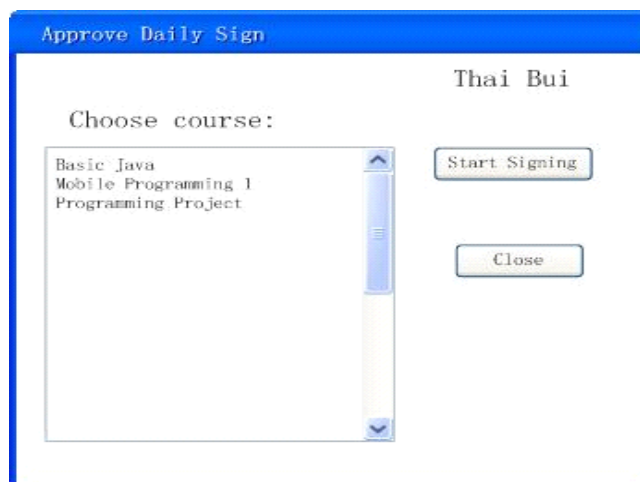 Approve Daily Sign
Thai Bui
Choose course:
Start Signing
Basic Java
Mobile Programming 1
Programming Project
Close